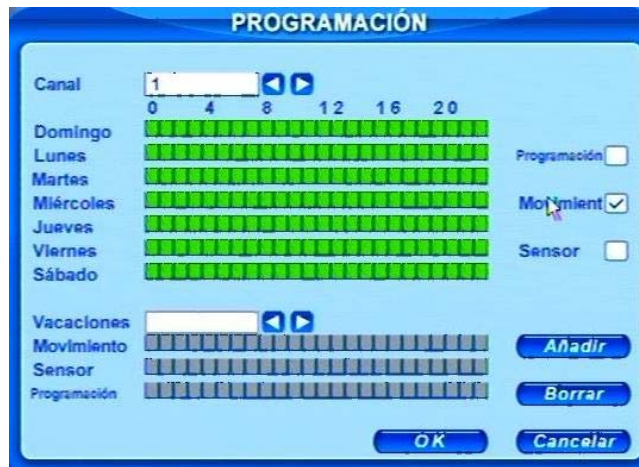 PROGRAMACIÓN
Canal 1
0 4 8 12 16 20
Domingo
Lunes
Programación
Martes
Miércoles
Movimient
Jueves
Viernes
Sensor
Sábado
Vacaciones
Movimiento
Añadir
Sensor
Programación
Borrar
OK
Cancelar